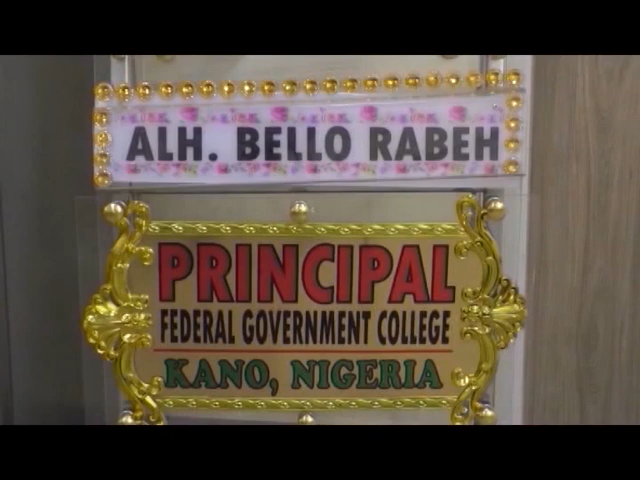 ALH. BELLO RABEH
PRINCIPAL
FEDERAL GOVERNMENT COLLEGE
KANO, NIGERIA